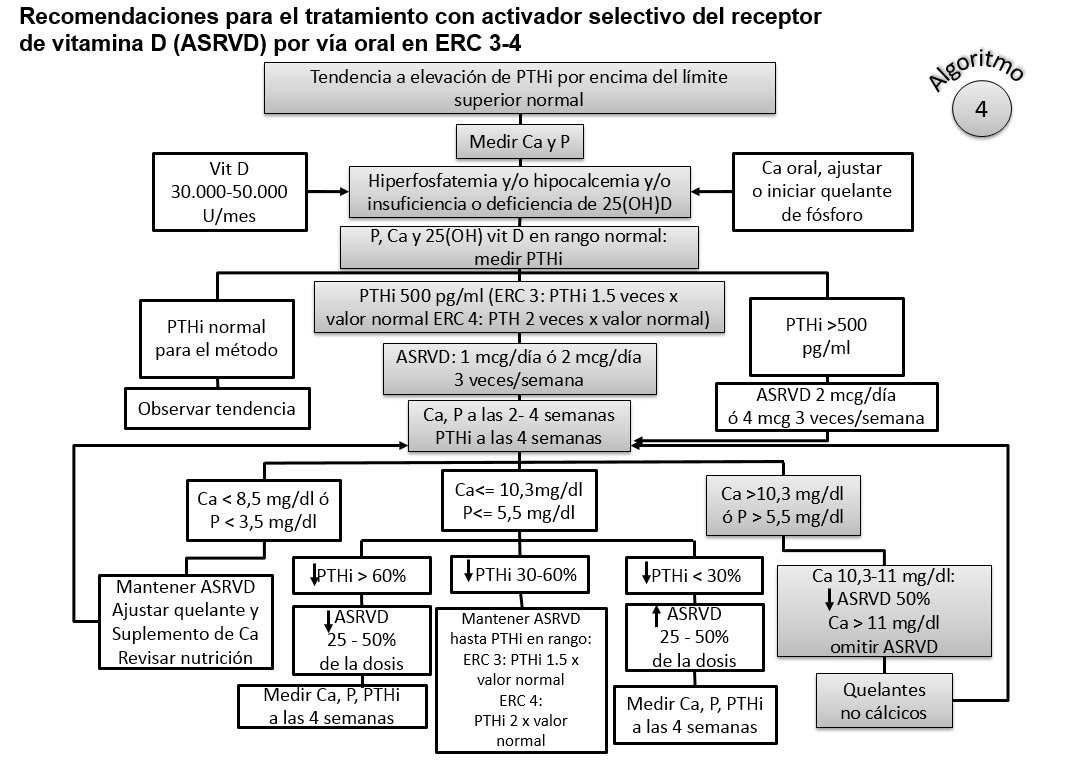 Recomendaciones para el tratamiento con activador selectivo del receptor
de vitamina D (ASRVD) por vía oral en ERC 3-4
Algoritmo
4
Tendencia a elevación de PTHi por encima del límite
superior normal
Medir Ca y P
Vit D
30.000-50.000
U/mes
Hiperfosfatemia y/o hipocalcemia y/o
insuficiencia o deficiencia de 25(OH)D
Ca oral, ajustar
o iniciar quelante
de fósforo
P, Ca y 25(OH) vit D en rango normal:
medir PTHi
PTHi normal
para el método
PTHi 500 pg/ml (ERC 3: PTHi 1.5 veces x
valor normal ERC 4: PTH 2 veces x valor normal)
PTHi >500
pg/ml
Observar tendencia
ASRVD: 1 mcg/día ó 2 mcg/día
3 veces/semana
ASRVD 2 mcg/día
ó 4 mcg 3 veces/semana
Ca, P a las 2- 4 semanas
PTHi a las 4 semanas
Ca < 8,5 mg/dl ó
P < 3,5 mg/dl
Ca<= 10,3mg/dl
P<= 5,5 mg/dl
Ca >10,3 mg/dl
ó P > 5,5 mg/dl
Mantener ASRVD
Ajustar quelante y
Suplemento de Ca
Revisar nutrición
↓PTHi > 60%
↓PTHi 30-60%
↓PTHi < 30%
↓ASRVD
25 - 50%
de la dosis
Medir Ca, P, PTHi
a las 4 semanas
Mantener ASRVD
hasta PTHi en rango:
ERC 3: PTHi 1.5 x
valor normal
ERC 4:
PTHi 2 x valor
normal
↑ ASRVD
25 - 50%
de la dosis
Medir Ca, P, PTHi
a las 4 semanas
Ca 10,3-11 mg/dl:
↓ASRVD 50%
Ca > 11 mg/dl
omitir ASRVD
Quelantes
no cálcicos